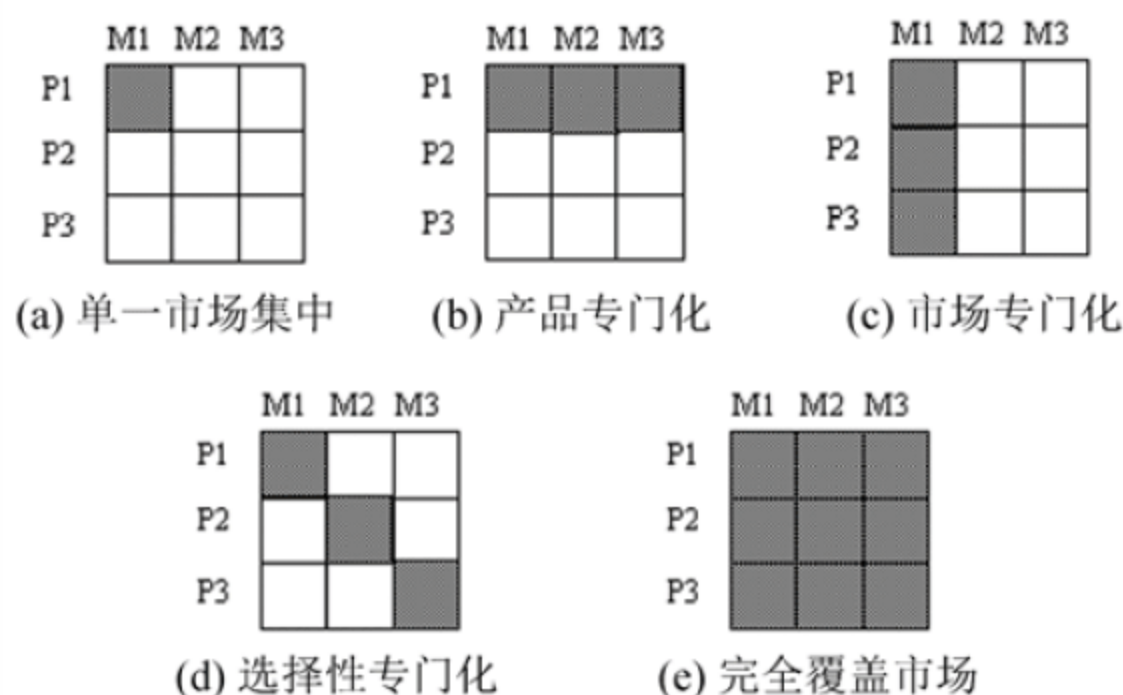 M1 M2 M3
P1
P2
P3
(a) 单一市场集中
M1 M2 M3
P1
P2
P3
(b) 产品专门化
M1 M2 M3
P1
P2
P3
(c) 市场专门化
M1 M2 M3
P1
P2
P3
(d) 选择性专门化
M1 M2 M3
P1
P2
P3
(e) 完全覆盖市场